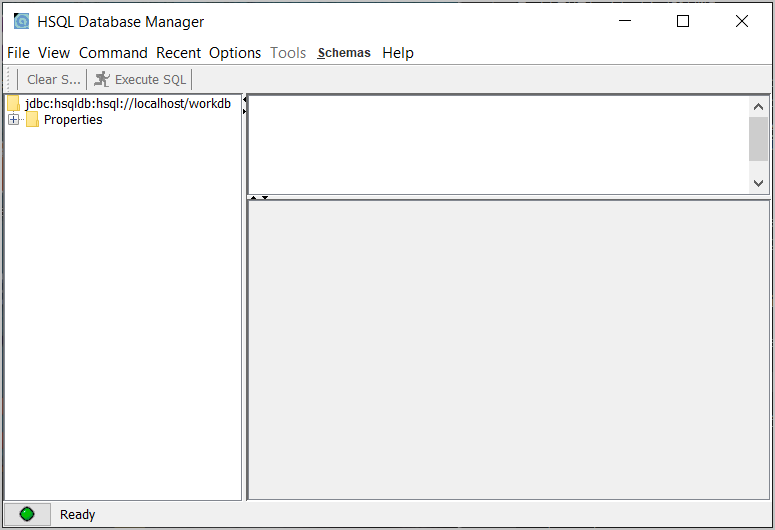 HSQL Database Manager
File View Command Recent Options Tools Schemas Help
Clear S... Execute SQL
jdbc:hsqldb:hsql://localhost/workdb
Properties
Ready